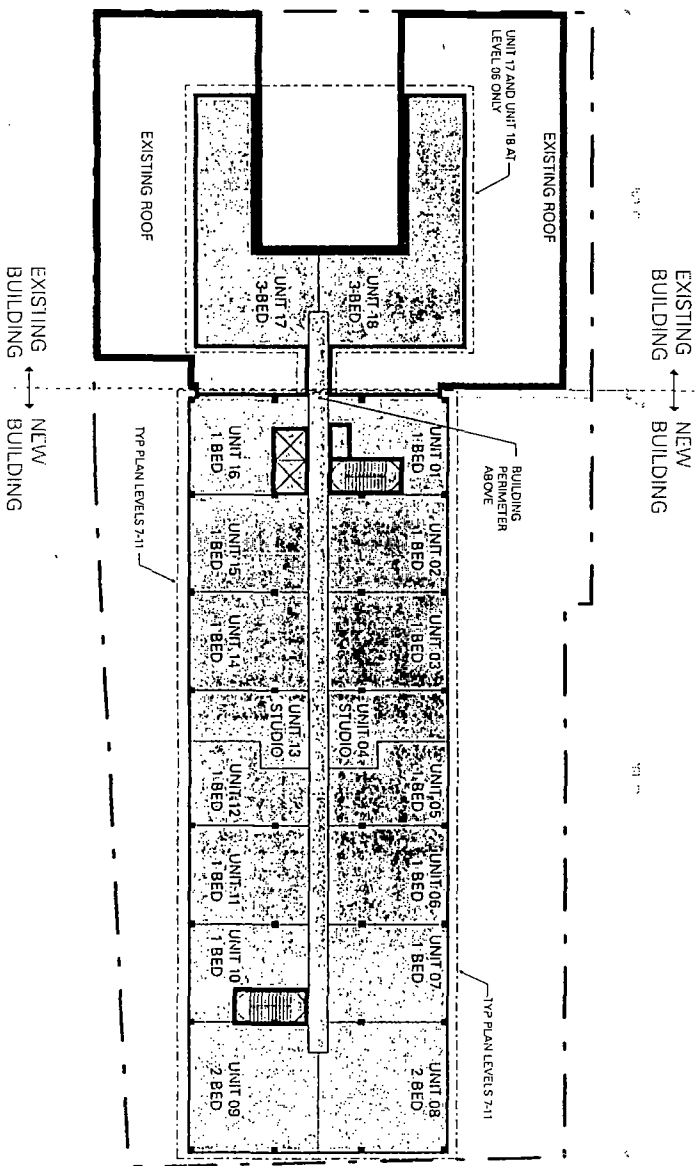 EXISTING
BUILDING
NEW
BUILDING
EXISTING ROOF
UNIT 17 AND UNIT 18 AT
LEVEL 06 ONLY
BUILDING
PERIMETER
ABOVE
TYP PLAN LEVELS 7-11
UNIT 01
1 BED
UNIT 02
1 BED
UNIT 03
1 BED
UNIT 04
STUDIO
UNIT 05
1 BED
UNIT 06
1 BED
UNIT 07
1 BED
UNIT 08
2 BED
UNIT 18
3-BED
UNIT 17
3-BED
UNIT 16
1 BED
UNIT 15
1 BED
UNIT 14
1 BED
UNIT 13
STUDIO
UNIT 12
1 BED
UNIT 11
1 BED
UNIT 10
1 BED
UNIT 09
2 BED
EXISTING ROOF
TYP PLAN LEVELS 7-11
EXISTING
BUILDING
NEW
BUILDING